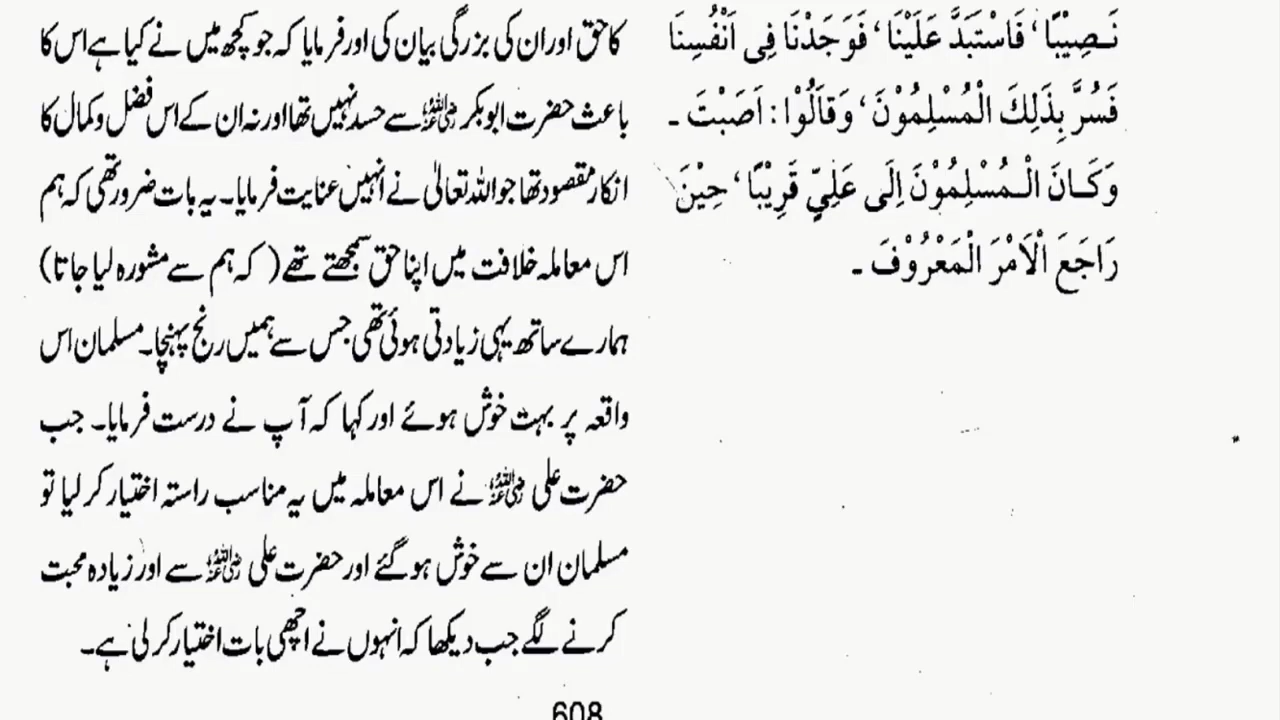 نَصِيْبًا، فَاسْتَبَدَّ عَلَيْنَا، فَوَجَدْنَا فِى اَنْفُسِنَا
فَسُرَّ بِذَلِكَ الْمُسْلِمُوْنَ، وَقَالُوْا: اَصَبْتَ۔
وَكَانَ الْمُسْلِمُوْنَ اِلَى عَلِيٍّ قَرِيْبًا، حِيْنَ
رَاجَعَ الْاَمْرَ الْمَعْرُوْفَ۔
کا حق اور ان کی بزرگی بیان کی اور فرمایا کہ جو کچھ میں نے کیا ہے اس کا
باعث حضرت ابوبکر رضی اللہ عنہ سے حسد نہیں تھا اور نہ ان کے اس فضل و کمال کا
انکار مقصود تھا جو اللہ تعالٰی نے انہیں عنایت فرمایا۔ یہ بات ضرور تھی کہ ہم
اس معاملہ خلافت میں اپنا حق سمجھتے تھے (کہ ہم سے مشورہ لیا جاتا)
ہمارے ساتھ یہی زیادتی ہوئی تھی جس سے ہمیں رنج پہنچا۔ مسلمان اس
واقعہ پر بہت خوش ہوئے اور کہا کہ آپ نے درست فرمایا۔ جب
حضرت علی رضی اللہ عنہ نے اس معاملہ میں یہ مناسب راستہ اختیار کر لیا تو
مسلمان ان سے خوش ہو گئے اور حضرت علی رضی اللہ عنہ سے اور زیادہ محبت
کرنے لگے جب دیکھا کہ انہوں نے اچھی بات اختیار کر لی ہے۔
608